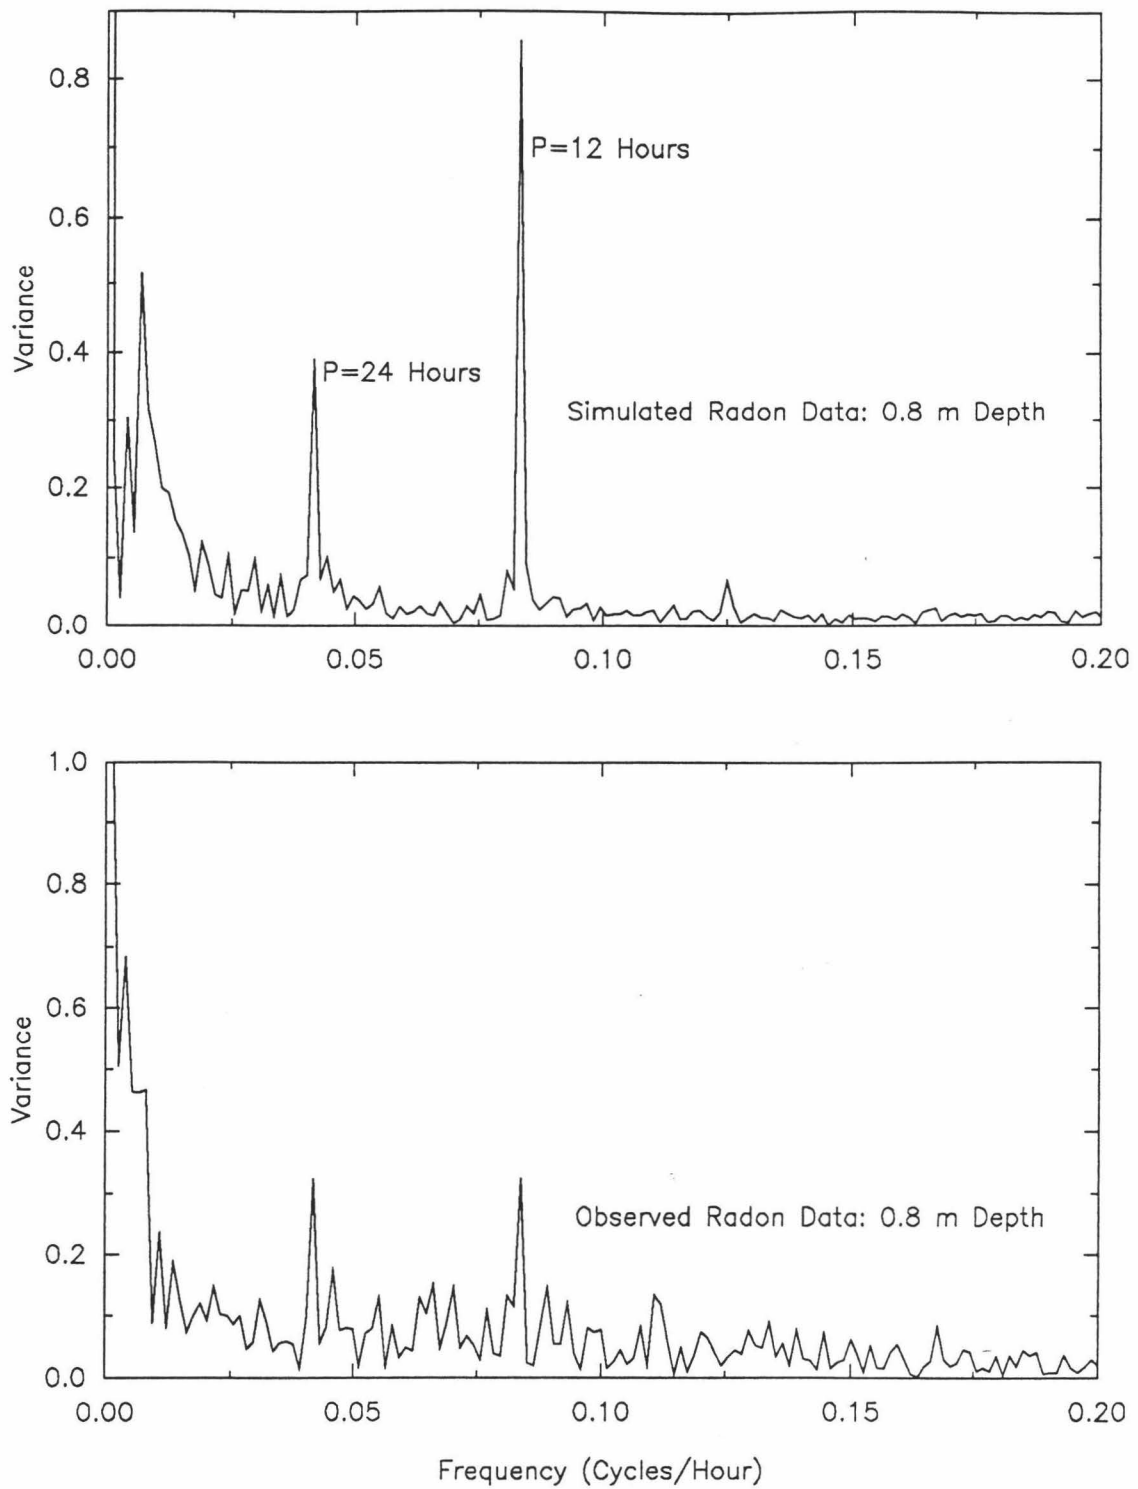 0.8
P=12 Hours
0.6
Variance
0.4
P=24 Hours
Simulated Radon Data: 0.8 m Depth
0.2
0.0
0.00 0.05 0.10 0.15 0.20
1.0
0.8
0.6
Variance
0.4
Observed Radon Data: 0.8 m Depth
0.2
0.0
0.00 0.05 0.10 0.15 0.20
Frequency (Cycles/Hour)